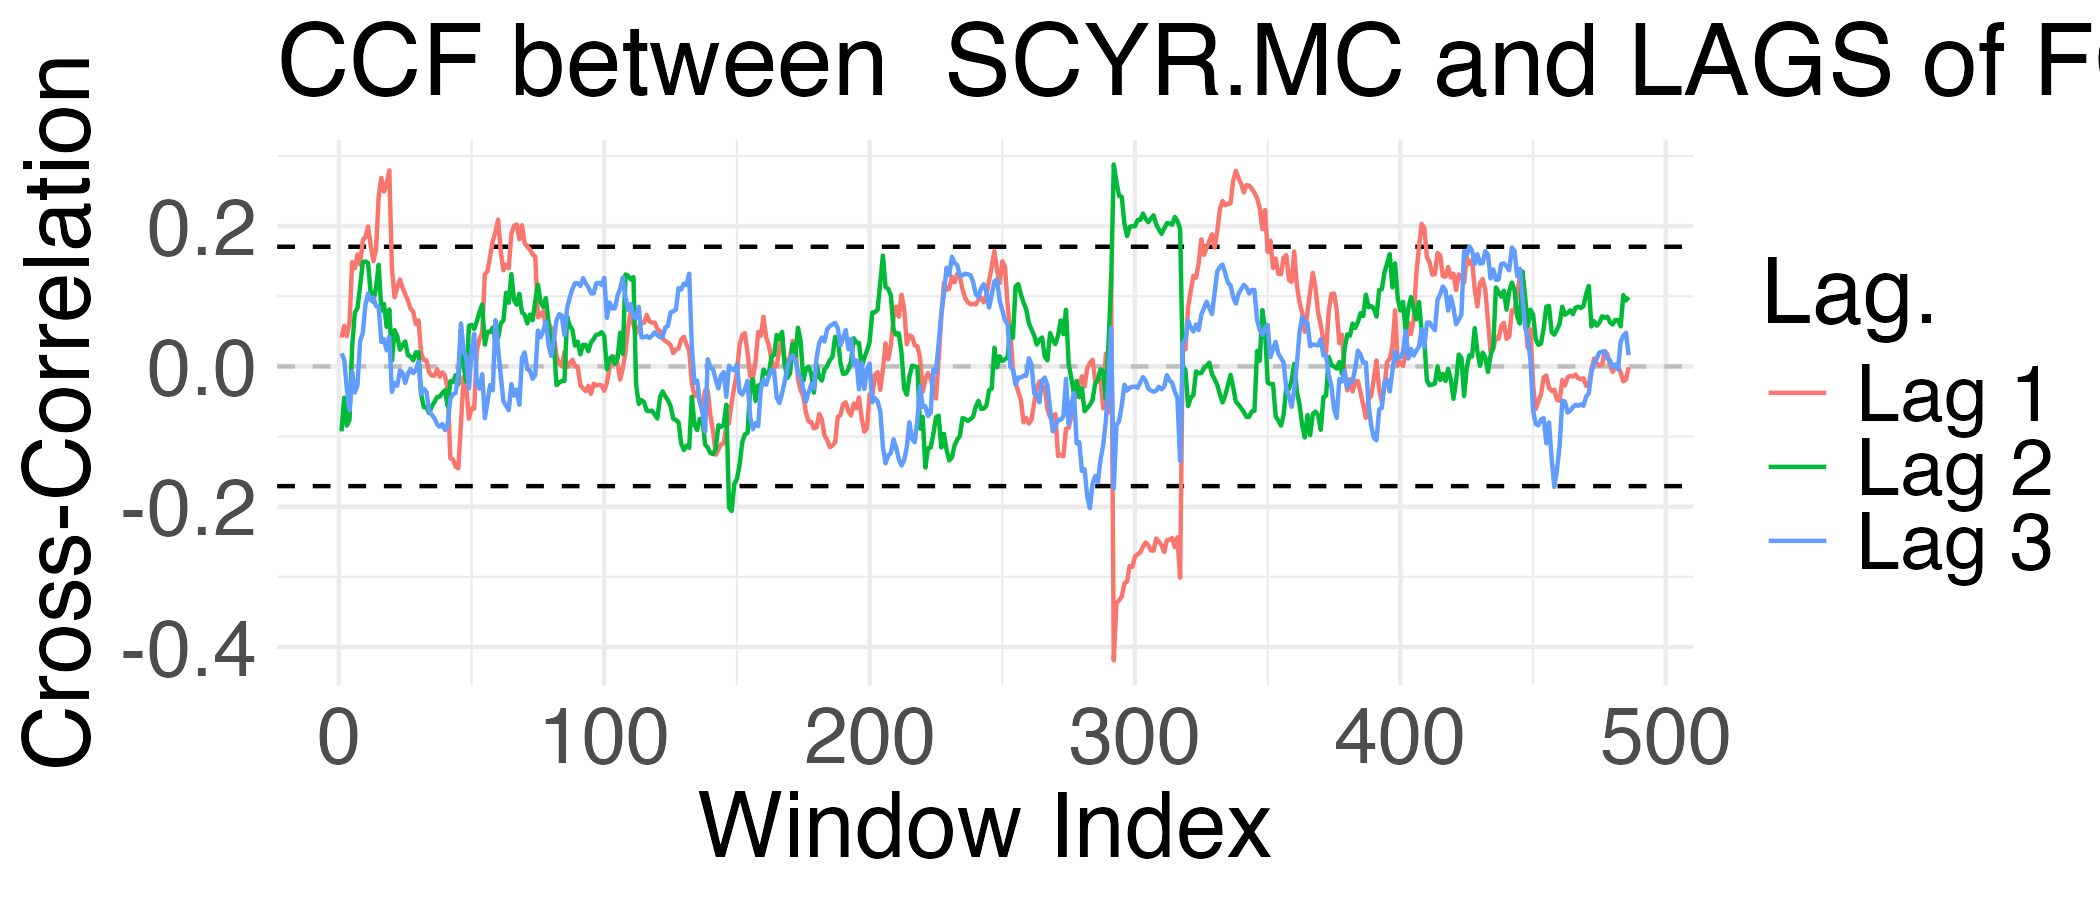 CCF between  SCYR.MC and LAGS of
Cross-Correlation
0.2
0.0
-0.2
-0.4
0
100
200
300
400
500
Window Index
Lag.
Lag 1
Lag 2
Lag 3